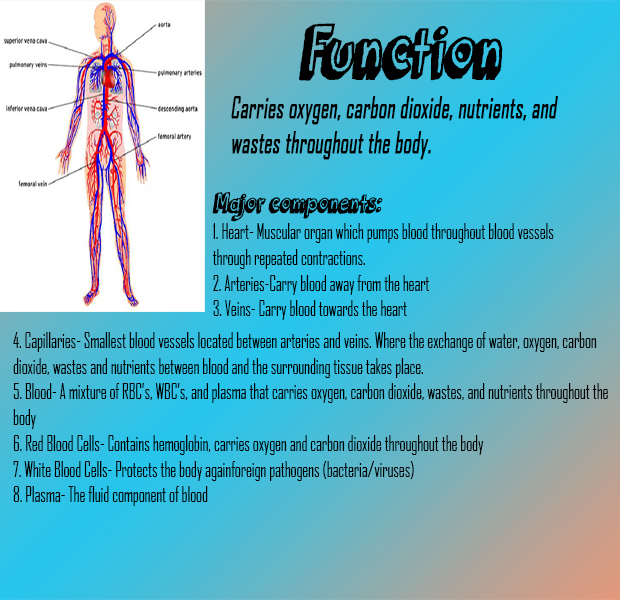 aorta
superior vena cava
pulmonary veins
pulmonary arteries
inferior vena cava
descending aorta
femoral artery
femoral vein
Function
Carries oxygen, carbon dioxide, nutrients, and
wastes throughout the body.
Major components:
1. Heart- Muscular organ which pumps blood throughout blood vessels
through repeated contractions.
2. Arteries-Carry blood away from the heart
3. Veins- Carry blood towards the heart
4. Capillaries- Smallest blood vessels located between arteries and veins. Where the exchange of water, oxygen, carbon
dioxide, wastes and nutrients between blood and the surrounding tissue takes place.
5. Blood- A mixture of RBC's, WBC's, and plasma that carries oxygen, carbon dioxide, wastes, and nutrients throughout the
body
6. Red Blood Cells- Contains hemoglobin, carries oxygen and carbon dioxide throughout the body
7. White Blood Cells- Protects the body againforeign pathogens (bacteria/viruses)
8. Plasma- The fluid component of blood